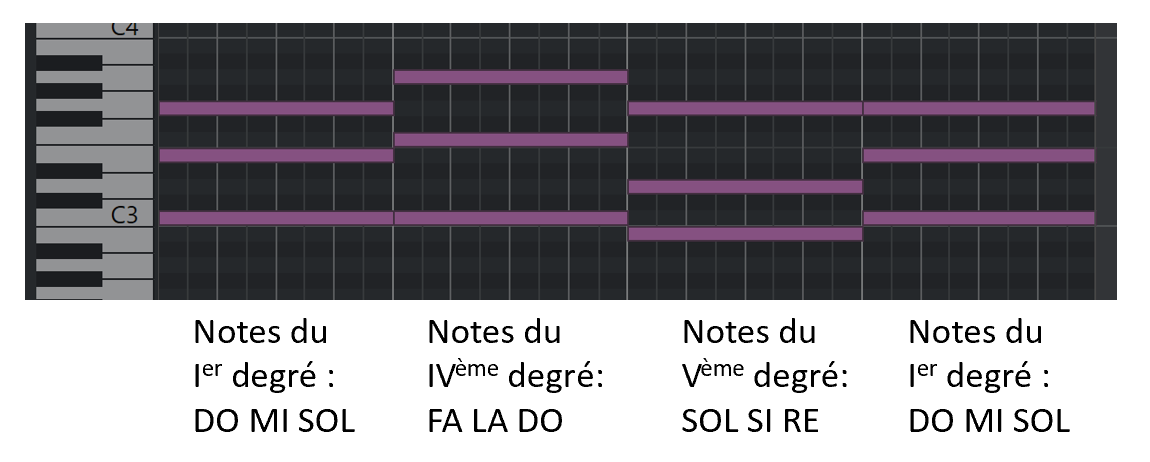 C4
C3
Notes du
Ier degré :
DO MI SOL
Notes du
IVème degré:
FA LA DO
Notes du
Vème degré:
SOL SI RE
Notes du
Ier degré :
DO MI SOL